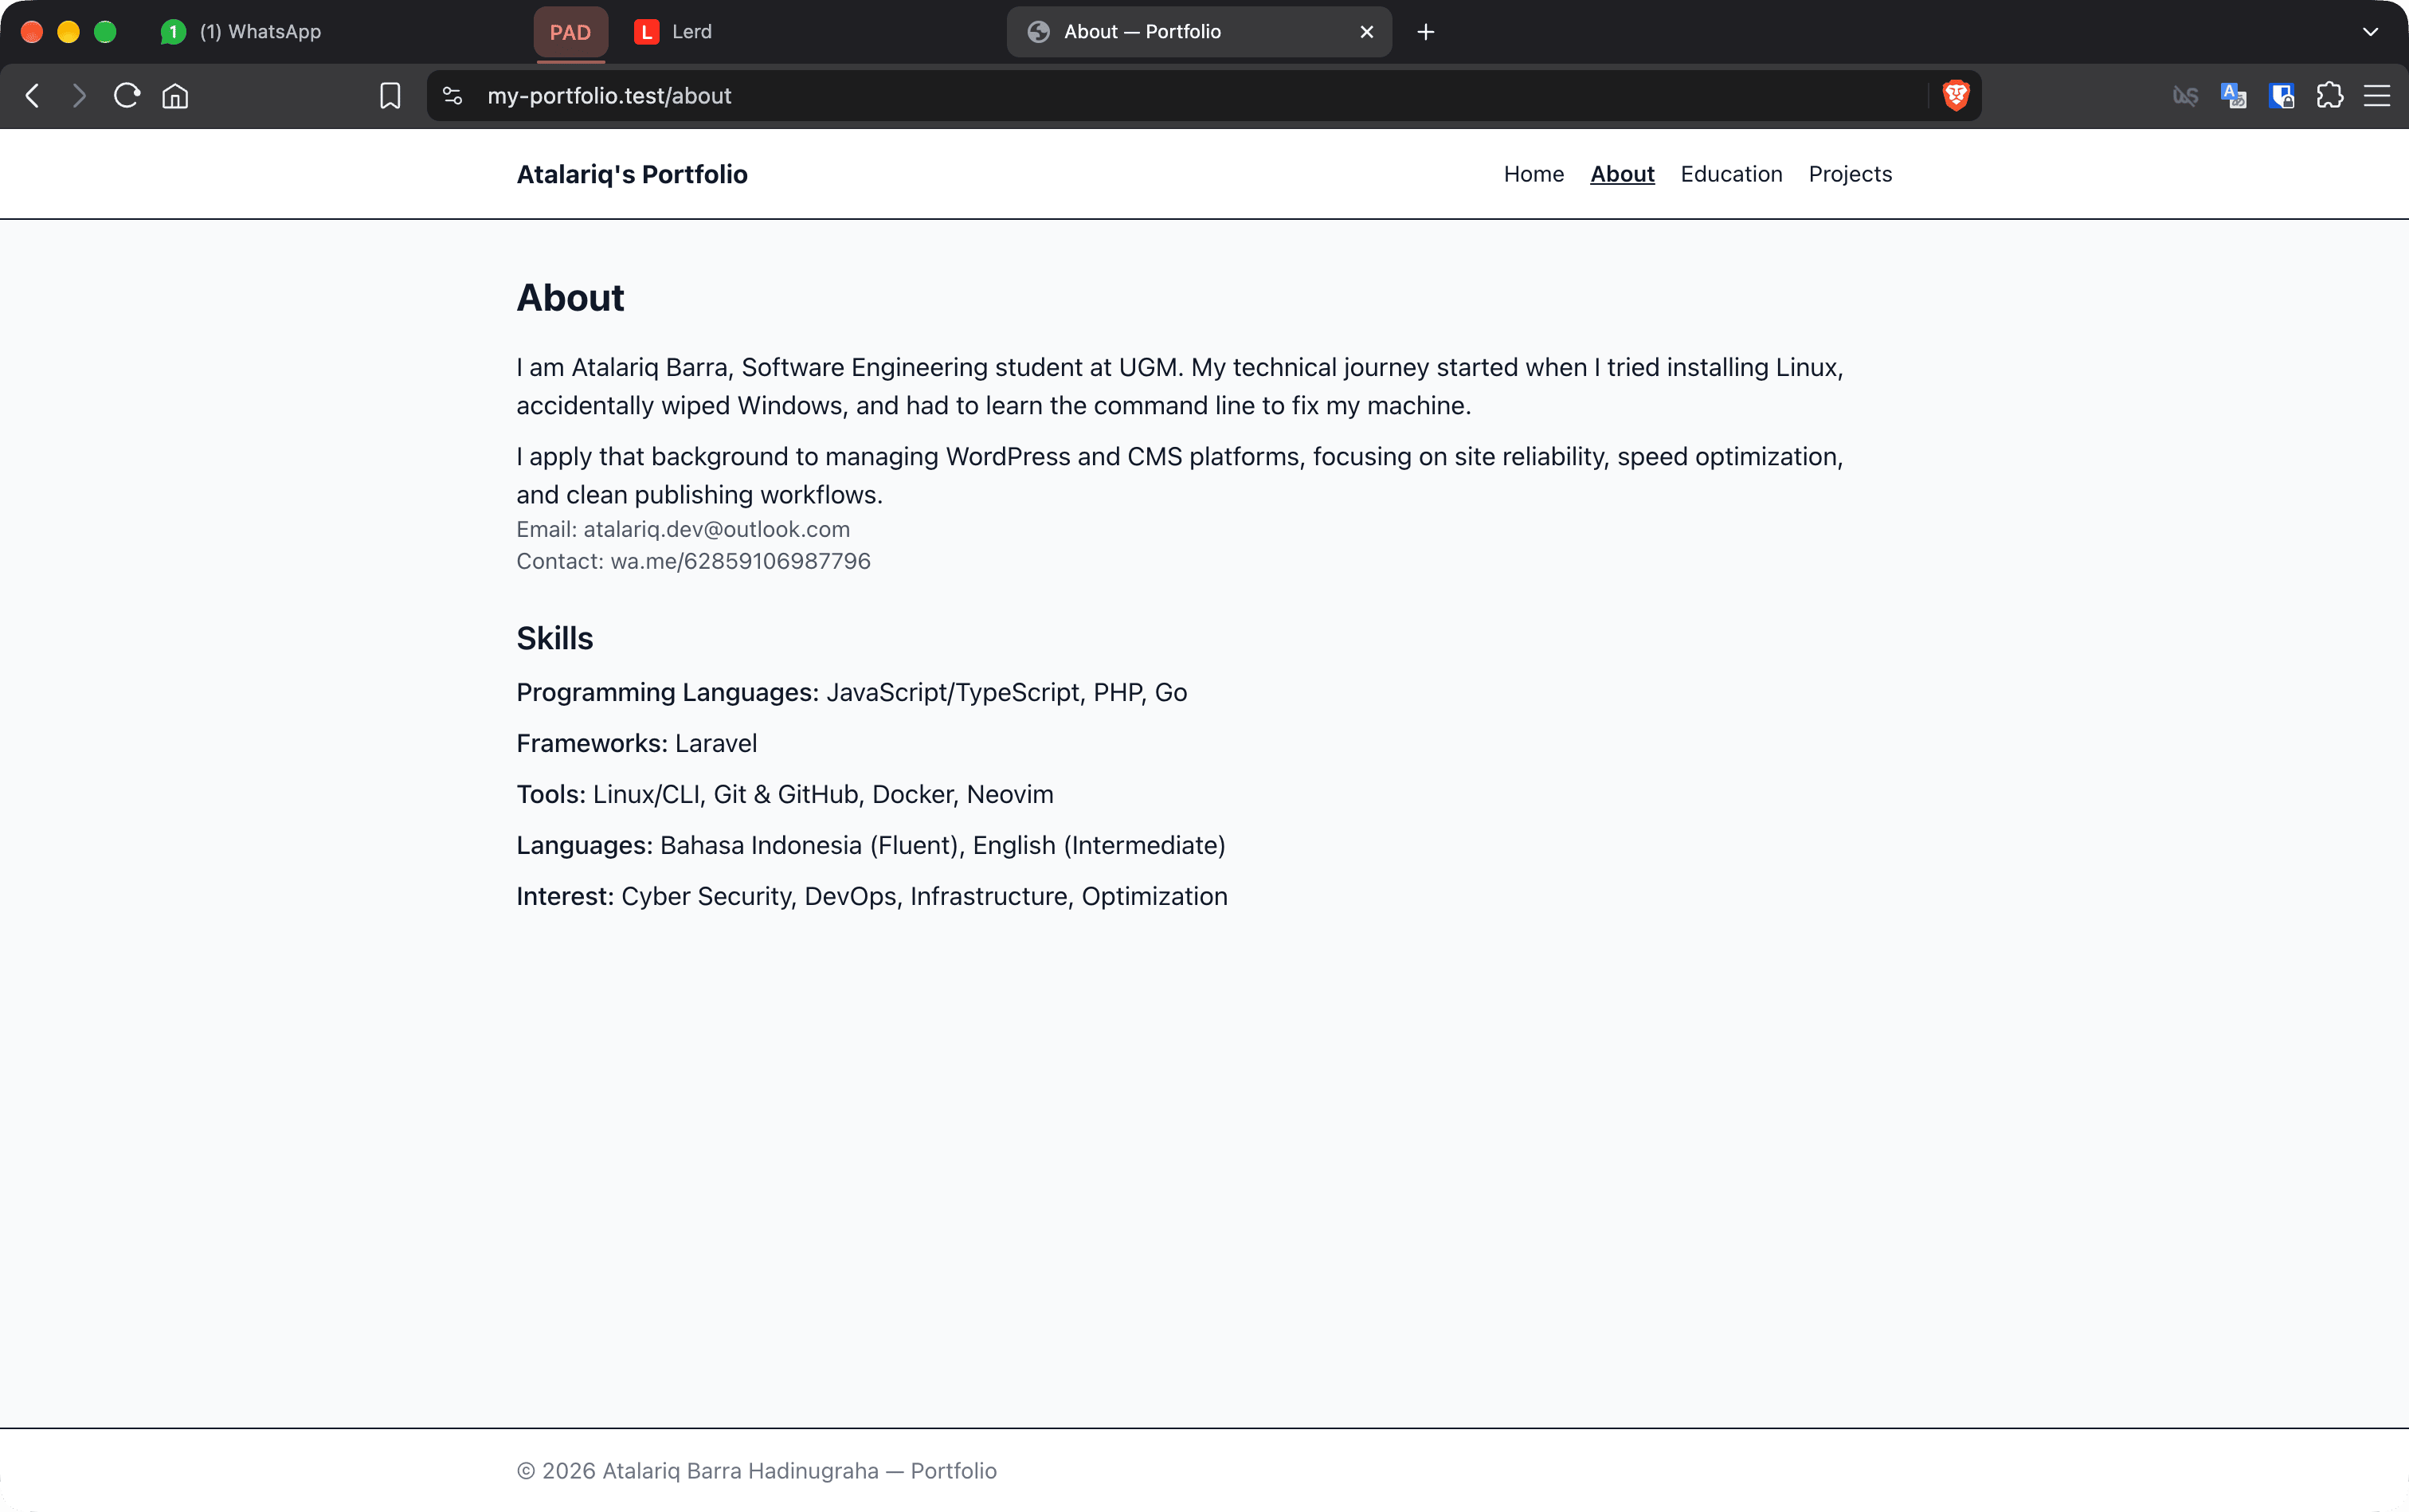 1 (1) WhatsApp PAD L Lerd About — Portfolio
my-portfolio.test/about
Atalariq's Portfolio Home About Education Projects
About
I am Atalariq Barra, Software Engineering student at UGM. My technical journey started when I tried installing Linux,
accidentally wiped Windows, and had to learn the command line to fix my machine.
I apply that background to managing WordPress and CMS platforms, focusing on site reliability, speed optimization,
and clean publishing workflows.
Email: atalariq.dev@outlook.com
Contact: wa.me/62859106987796
Skills
Programming Languages: JavaScript/TypeScript, PHP, Go
Frameworks: Laravel
Tools: Linux/CLI, Git & GitHub, Docker, Neovim
Languages: Bahasa Indonesia (Fluent), English (Intermediate)
Interest: Cyber Security, DevOps, Infrastructure, Optimization
© 2026 Atalariq Barra Hadinugraha — Portfolio